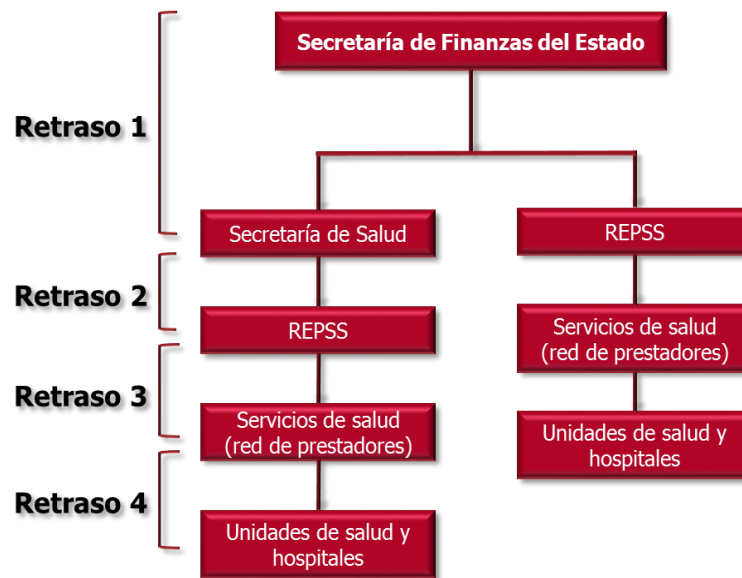 Secretaría de Finanzas del Estado
Retraso 1
Secretaría de Salud
REPSS
Retraso 2
REPSS
Servicios de salud
(red de prestadores)
Retraso 3
Servicios de salud
(red de prestadores)
Unidades de salud y
hospitales
Retraso 4
Unidades de salud y
hospitales